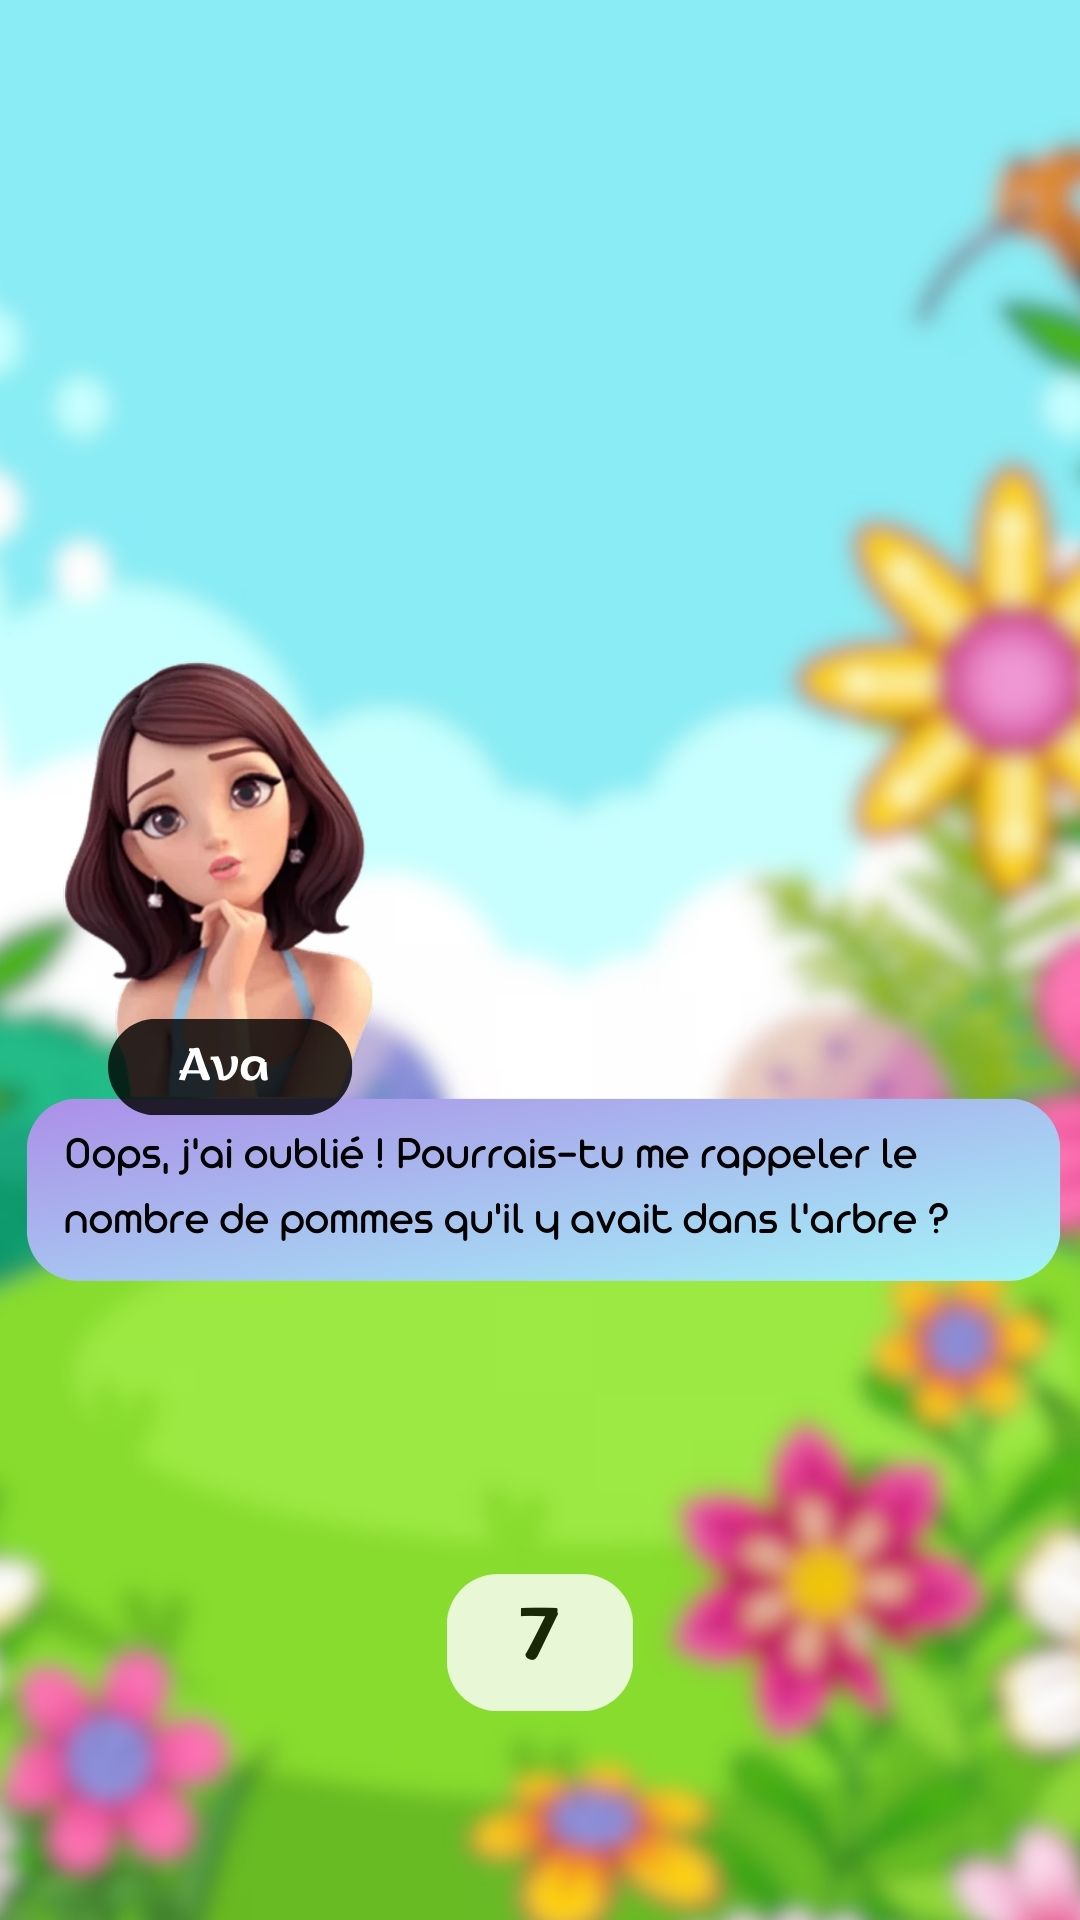 Ava
Oops, j'ai oublié ! Pourrais-tu me rappeler le
nombre de pommes qu'il y avait dans l'arbre ?
7